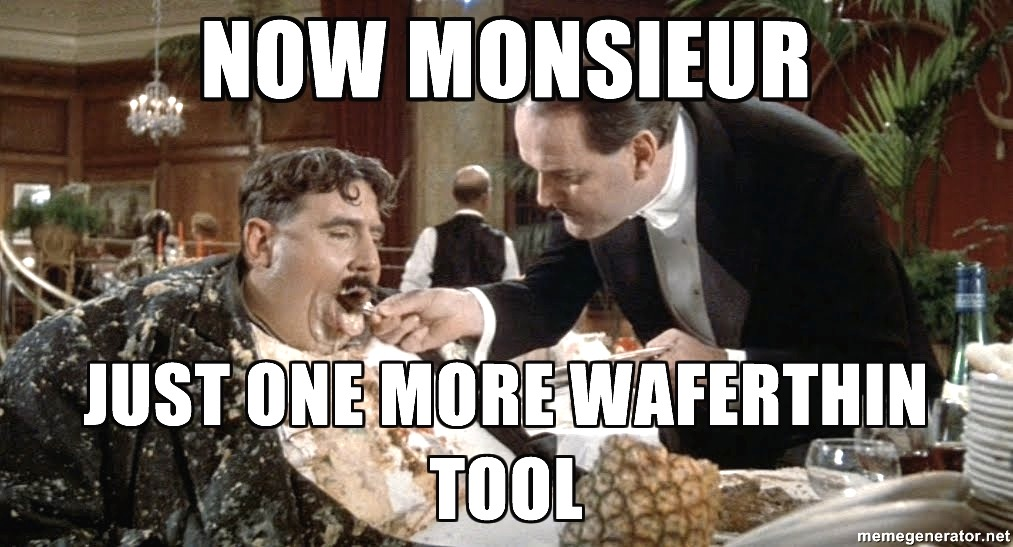 NOW MONSIEUR
JUST ONE MORE WAFERTHIN
TOOL
memegenerator.net